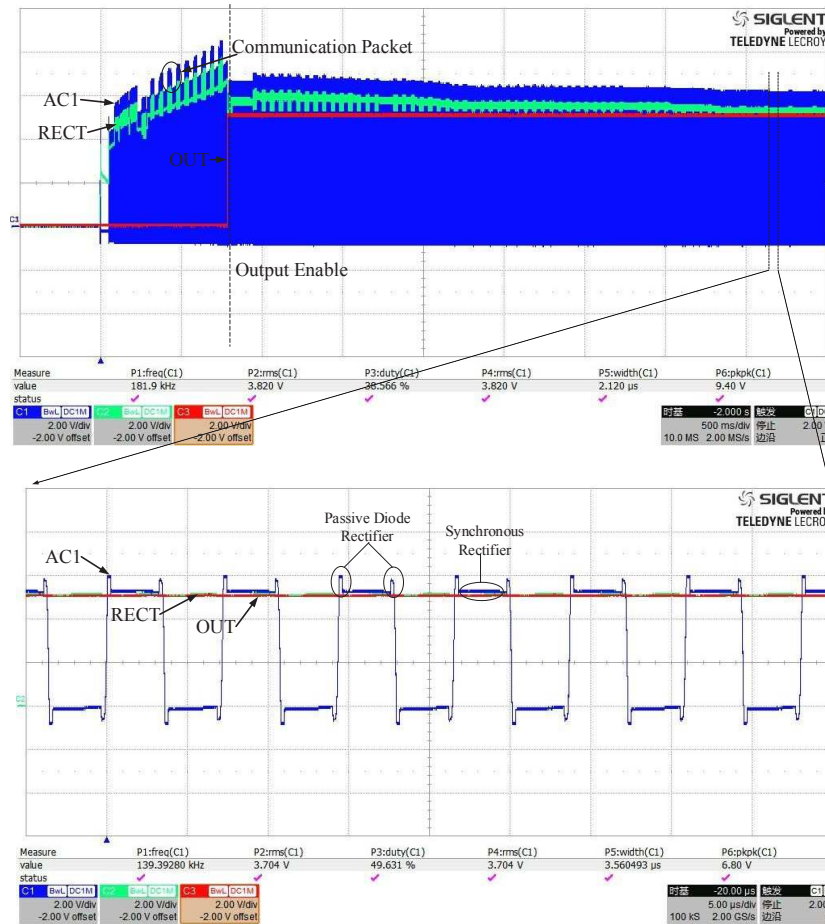 SIGLENT
Powered by
TELEDYNE LECROY
Communication Packet
AC1
RECT
OUT
C1
Output Enable
Measure P1:freq(C1) P2:rms(C1) P3:duty(C1) P4:rms(C1) P5:width(C1) P6:pkpk(C1)
value 181.9 kHz 3.820 V 38.566 % 3.820 V 2.120 µs 9.40 V
status
C1 BwL DC1M C2 BwL DC1M C3 BwL DC1M 时基 -2.000 s 触发 C1
2.00 V/div 2.00 V/div 2.00 V/div 500 ms/div 停止 2.00
-2.00 V offset -2.00 V offset -2.00 V offset 10.0 MS 2.00 MS/s 边沿
SIGLENT
Powered b
TELEDYNE LECRO
Passive Diode
Rectifier
Synchronous
Rectifier
AC1
RECT
OUT
Measure P1:freq(C1) P2:rms(C1) P3:duty(C1) P4:rms(C1) P5:width(C1) P6:pkpk(C1)
value 139.39280 kHz 3.704 V 49.631 % 3.704 V 3.560493 µs 6.80 V
status
C1 BwL DC1M C2 BwL DC1M C3 BwL DC1M 时基 -20.00 µs 触发 C1
2.00 V/div 2.00 V/div 2.00 V/div 5.00 µs/div 停止 2.00
-2.00 V offset -2.00 V offset -2.00 V offset 100 kS 2.00 GS/s 边沿